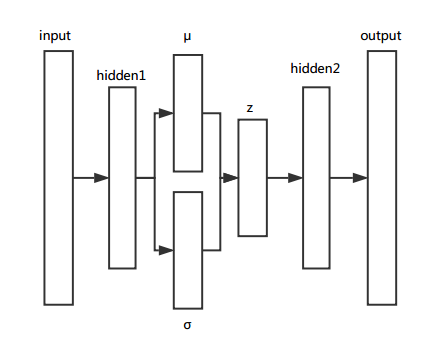 input
hidden1
μ
σ
z
hidden2
output